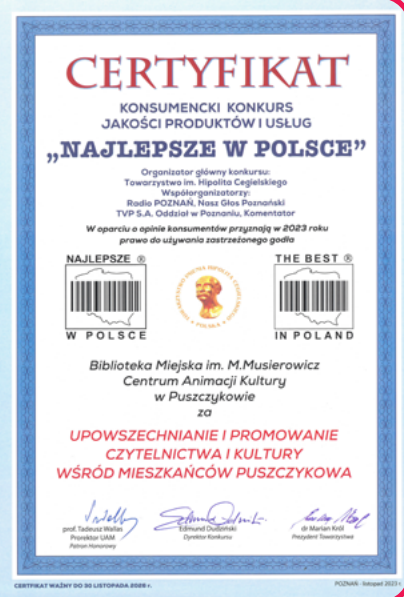 CERTYFIKAT
KONSUMENCKI KONKURS
JAKOŚCI PRODUKTÓW I USŁUG
„NAJLEPSZE W POLSCE”
Organizator główny konkursu:
Towarzystwo im. Hipolita Cegielskiego
Współorganizatorzy:
Radio POZNAŃ, Nasz Głos Poznański
TVP S.A. Oddział w Poznaniu, Komentator
W oparciu o opinie konsumentów przyznają w 2023 roku
prawo do używania zastrzeżonego godła
NAJLEPSZE ®
W POLSCE
THE BEST ®
IN POLAND
Biblioteka Miejska im. M.Musierowicz
Centrum Animacji Kultury
w Puszczykowie
za
UPOWSZECHNIANIE I PROMOWANIE
CZYTELNICTWA I KULTURY
WŚRÓD MIESZKAŃCÓW PUSZCZYKOWA
prof. Tadeusz Wallas
Prorektor UAM
Patron Honorowy
Edmund Dudziński
Dyrektor Konkursu
dr Marian Król
Prezydent Towarzystwa
CERTYFIKAT WAŻNY DO 30 LISTOPADA r.
POZNAŃ - listopad 2023 r.